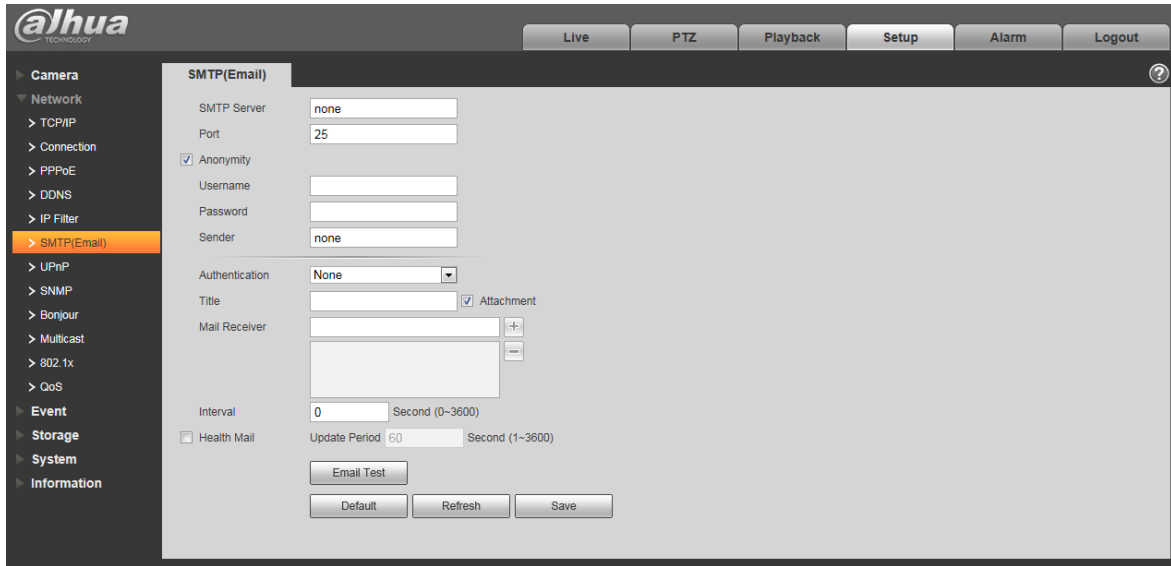 alhua
TECHNOLOGY
Live PTZ Playback Setup Alarm Logout
Camera
Network
> TCP/IP
> Connection
> PPPoE
> DDNS
> IP Filter
> SMTP(Email)
> UPnP
> SNMP
> Bonjour
> Multicast
> 802.1x
> QoS
Event
Storage
System
Information
SMTP(Email)
?
SMTP Server none
Port 25
Anonymity
Username
Password
Sender none
Authentication None
Title Attachment
Mail Receiver +
−
Interval 0 Second (0~3600)
Health Mail Update Period 60 Second (1~3600)
Email Test
Default Refresh Save